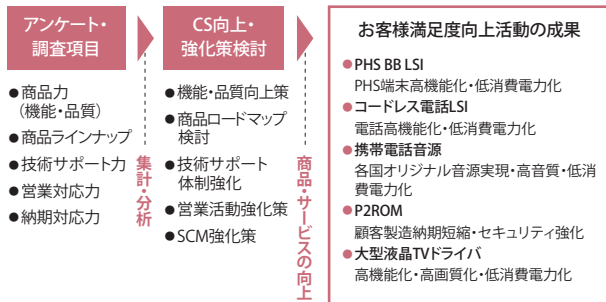 アンケート・
調査項目
●商品力
（機能・品質）
●商品ラインナップ
●技術サポート力
●営業対応力
●納期対応力
集計・分析
CS向上・
強化策検討
●機能・品質向上策
●商品ロードマップ
検討
●技術サポート
体制強化
●営業活動強化策
●SCM強化策
商品・サービスの向上
お客様満足度向上活動の成果
●PHS BB LSI
PHS端末高機能化・低消費電力化
●コードレス電話LSI
電話高機能化・低消費電力化
●携帯電話音源
各国オリジナル音源実現・高音質・低消
費電力化
●P2ROM
顧客製造納期短縮・セキュリティ強化
●大型液晶TVドライバ
高機能化・高画質化・低消費電力化